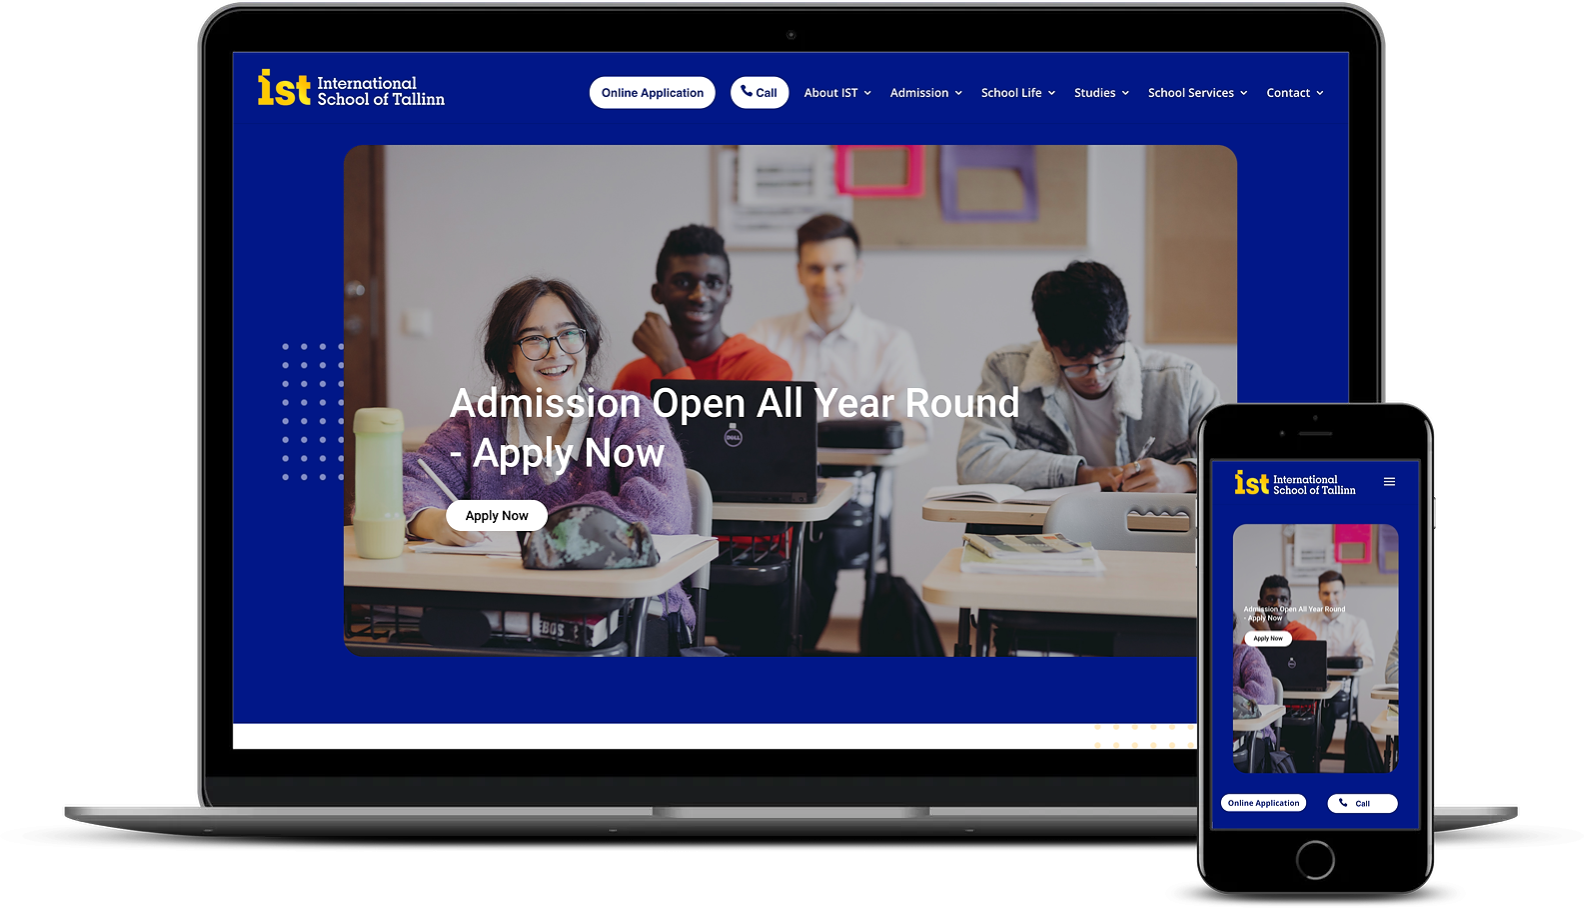 ist International
School of Tallinn
Online Application
Call
About IST
Admission
School Life
Studies
School Services
Contact
Admission Open All Year Round
- Apply Now
Apply Now
DELL
EBOS
ist International
School of Tallinn
Admission Open All Year Round
- Apply Now
Apply Now
Online Application
Call